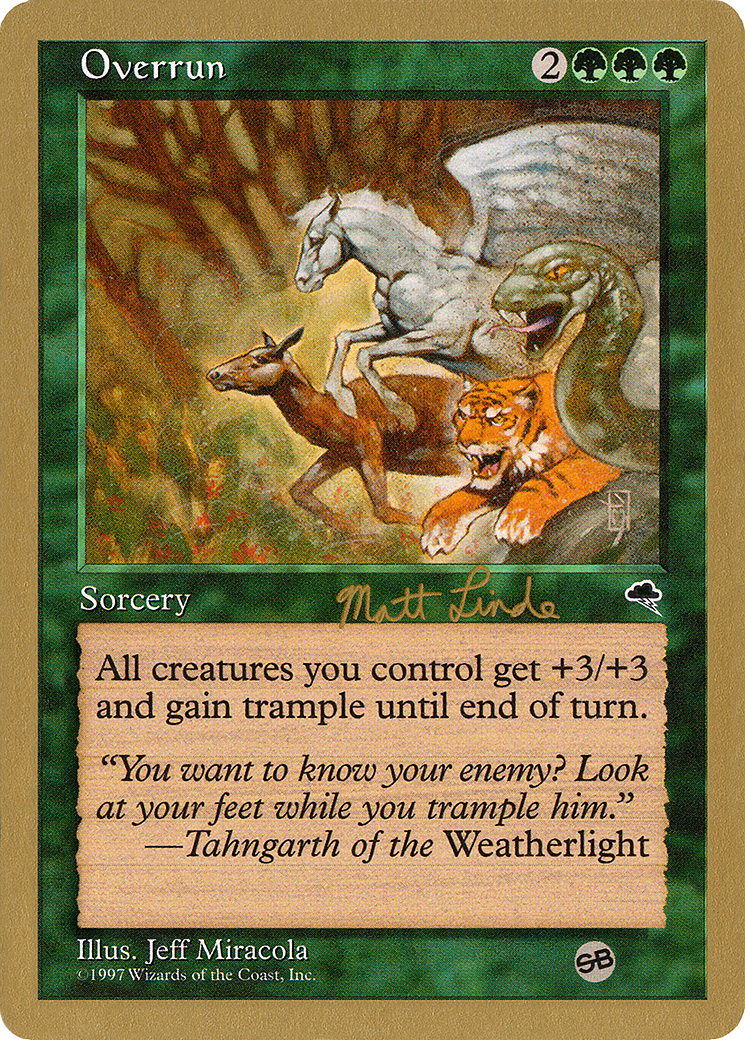 Overrun 2
Sorcery
Matt Linde
All creatures you control get +3/+3
and gain trample until end of turn.
“You want to know your enemy? Look
at your feet while you trample him.”
—Tahngarth of the Weatherlight
Illus. Jeff Miracola
©1997 Wizards of the Coast, Inc.
SB